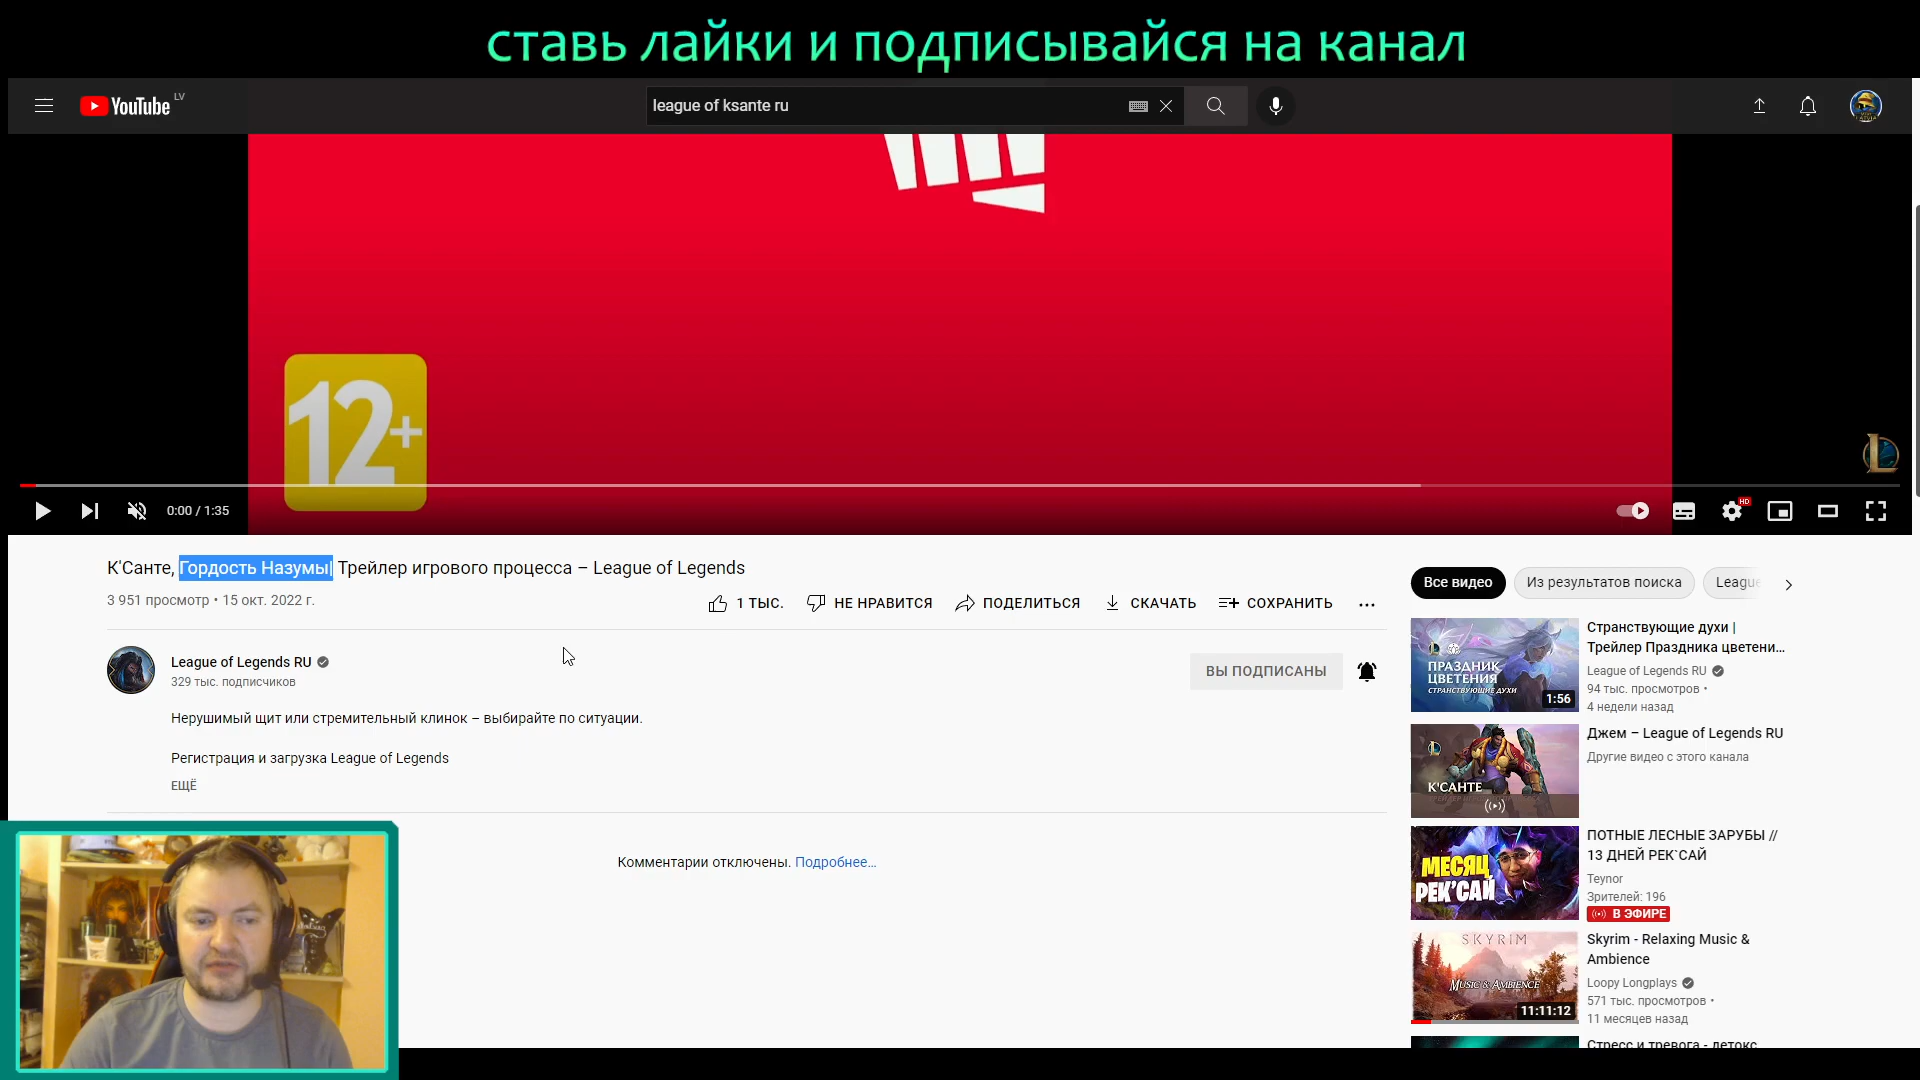 ставь лайки и подписывайся на канал
YouTube LV
league of ksante ru
12+
HD
0:00 / 1:35
К'Санте, Гордость Назумы| Трейлер игрового процесса – League of Legends
3 951 просмотр • 15 окт. 2022 г.
1 ТЫС.
НЕ НРАВИТСЯ
ПОДЕЛИТЬСЯ
СКАЧАТЬ
СОХРАНИТЬ
League of Legends RU
329 тыс. подписчиков
ВЫ ПОДПИСАНЫ
Нерушимый щит или стремительный клинок – выбирайте по ситуации.
Регистрация и загрузка League of Legends
ЕЩЁ
Комментарии отключены. Подробнее...
Все видео
Из результатов поиска
League
ПРАЗДНИК
ЦВЕТЕНИЯ
СТРАНСТВУЮЩИЕ ДУХИ
1:56
Странствующие духи |
Трейлер Праздника цветени...
League of Legends RU
94 тыс. просмотров •
4 недели назад
К'САНТЕ
Джем – League of Legends RU
Другие видео с этого канала
МЕСЯЦ
РЕК'САЙ
ПОТНЫЕ ЛЕСНЫЕ ЗАРУБЫ //
13 ДНЕЙ РЕК`САЙ
Teynor
Зрителей: 196
В ЭФИРЕ
SKYRIM
MUSIC & AMBIENCE
11:11:12
Skyrim - Relaxing Music &
Ambience
Loopy Longplays
571 тыс. просмотров •
11 месяцев назад
Стресс и тревога - детокс